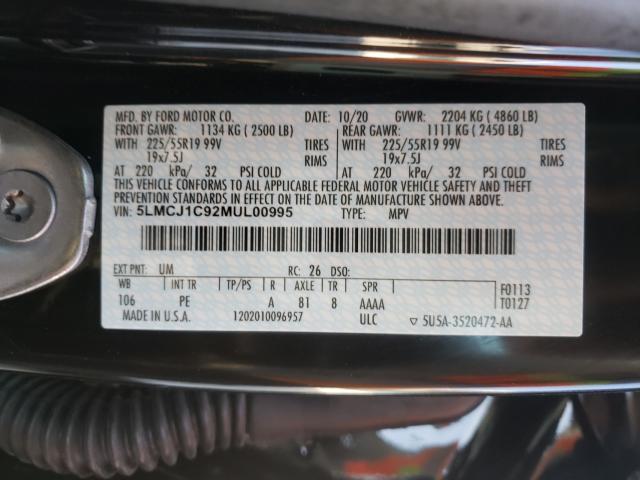 MFD. BY FORD MOTOR CO. DATE: 10/20 GVWR: 2204 KG ( 4860 LB)
FRONT GAWR: 1134 KG ( 2500 LB) REAR GAWR: 1111 KG ( 2450 LB)
WITH 225/55R19 99V TIRES WITH 225/55R19 99V TIRES
19x7.5J RIMS 19x7.5J RIMS
AT 220 kPa/ 32 PSI COLD AT 220 kPa/ 32 PSI COLD
THIS VEHICLE CONFORMS TO ALL APPLICABLE FEDERAL MOTOR VEHICLE SAFETY AND THEFT
PREVENTION STANDARDS IN EFFECT ON THE DATE OF MANUFACTURE SHOWN ABOVE.
VIN: 5LMCJ1C92MUL00995 TYPE: MPV
EXT PNT: UM RC: 26 DSO: F0113
WB INT TR TP/PS R AXLE TR SPR T0127
106 PE A 81 8 AAAA
MADE IN U.S.A. 1202010096957 ULC ▽ 5U5A-3520472-AA